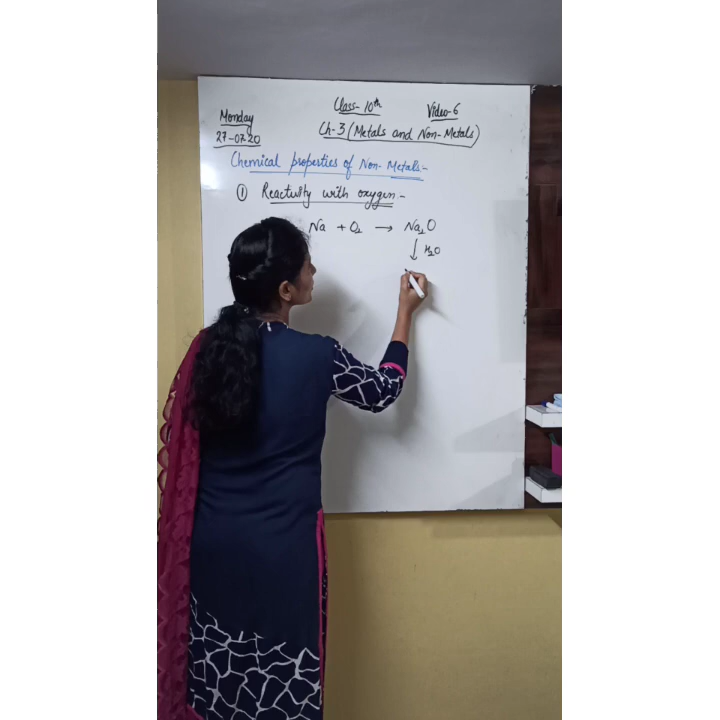 Class- 10th
Monday
Video-6
27-07-20
Ch-3 (Metals and Non-Metals)
Chemical properties of Non-Metals-
① Reactivity with oxygen-
Na + O₂ → Na₂O
↓ H₂O